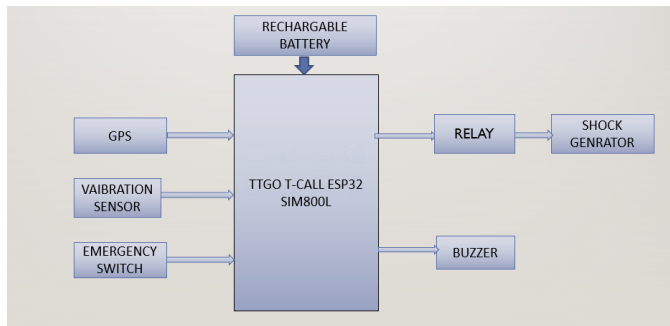 RECHARGABLE
BATTERY
GPS
VAIBRATION
SENSOR
EMERGENCY
SWITCH
TTGO T-CALL ESP32
SIM800L
RELAY
SHOCK
GENRATOR
BUZZER